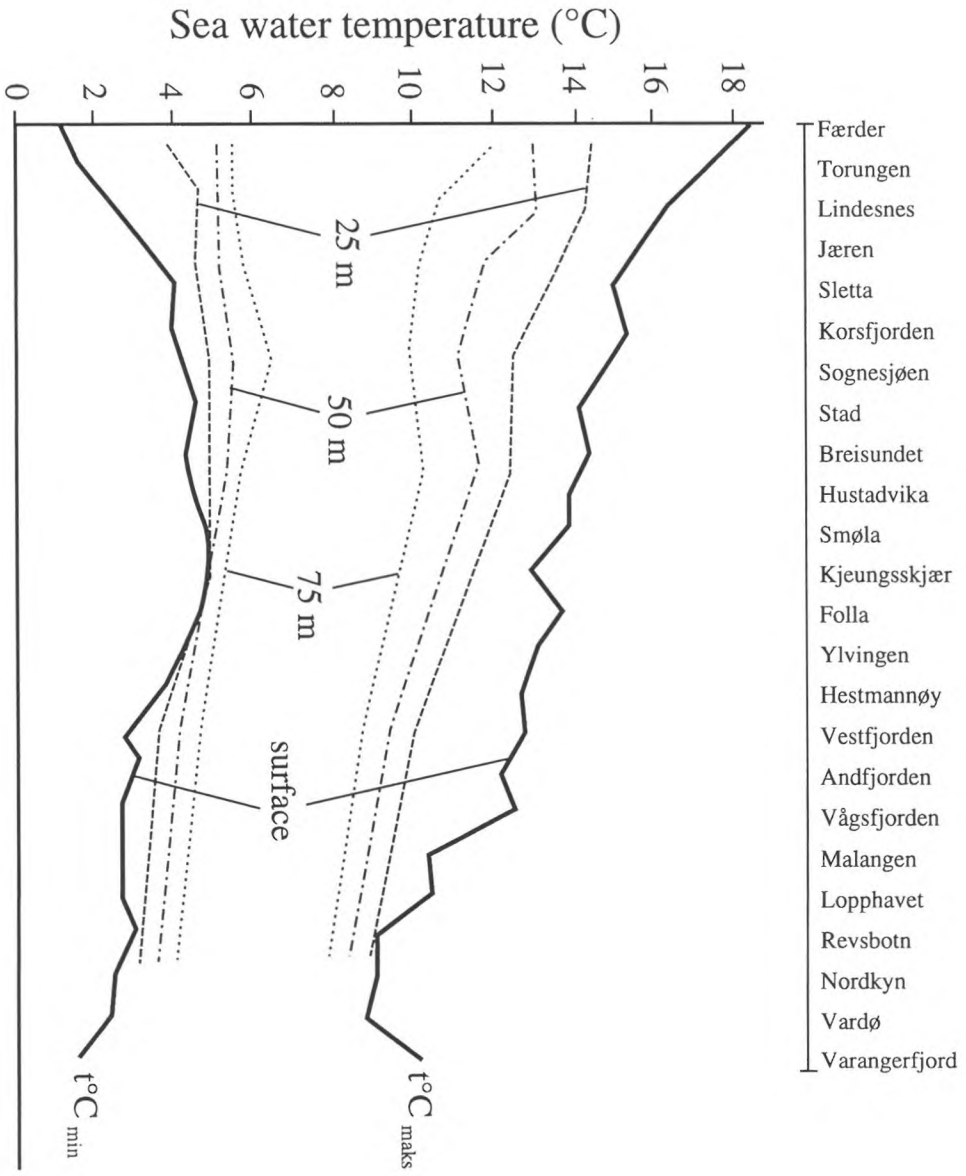 Sea water temperature (°C)
0
2
4
6
8
10
12
14
16
18
Færder
Torungen
Lindesnes
Jæren
Sletta
Korsfjorden
Sognesjøen
Stad
Breisundet
Hustadvika
Smøla
Kjeungsskjær
Folla
Ylvingen
Hestmannøy
Vestfjorden
Andfjorden
Vågsfjorden
Malangen
Lopphavet
Revsbotn
Nordkyn
Vardø
Varangerfjord
25 m
50 m
75 m
surface
t°C min
t°C maks